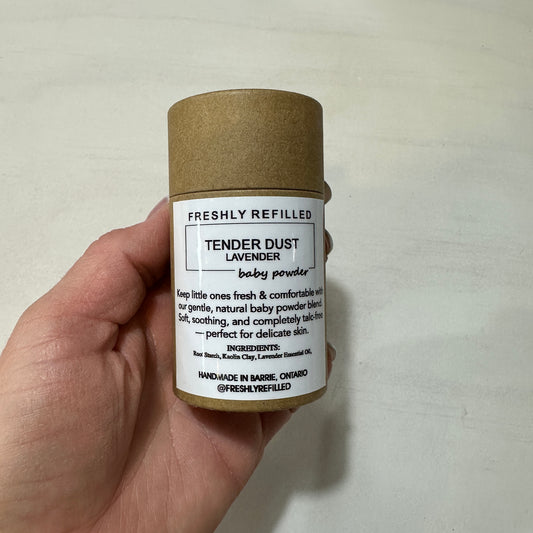 FRESHLY REFILLED
TENDER DUST
LAVENDER
baby powder
Keep little ones fresh & comfortable with
our gentle, natural baby powder blend.
Soft, soothing, and completely talc-free
— perfect for delicate skin.
INGREDIENTS:
Root Starch, Kaolin Clay, Lavender Essential Oil,
HANDMADE IN BARRIE, ONTARIO
@FRESHLYREFILLED